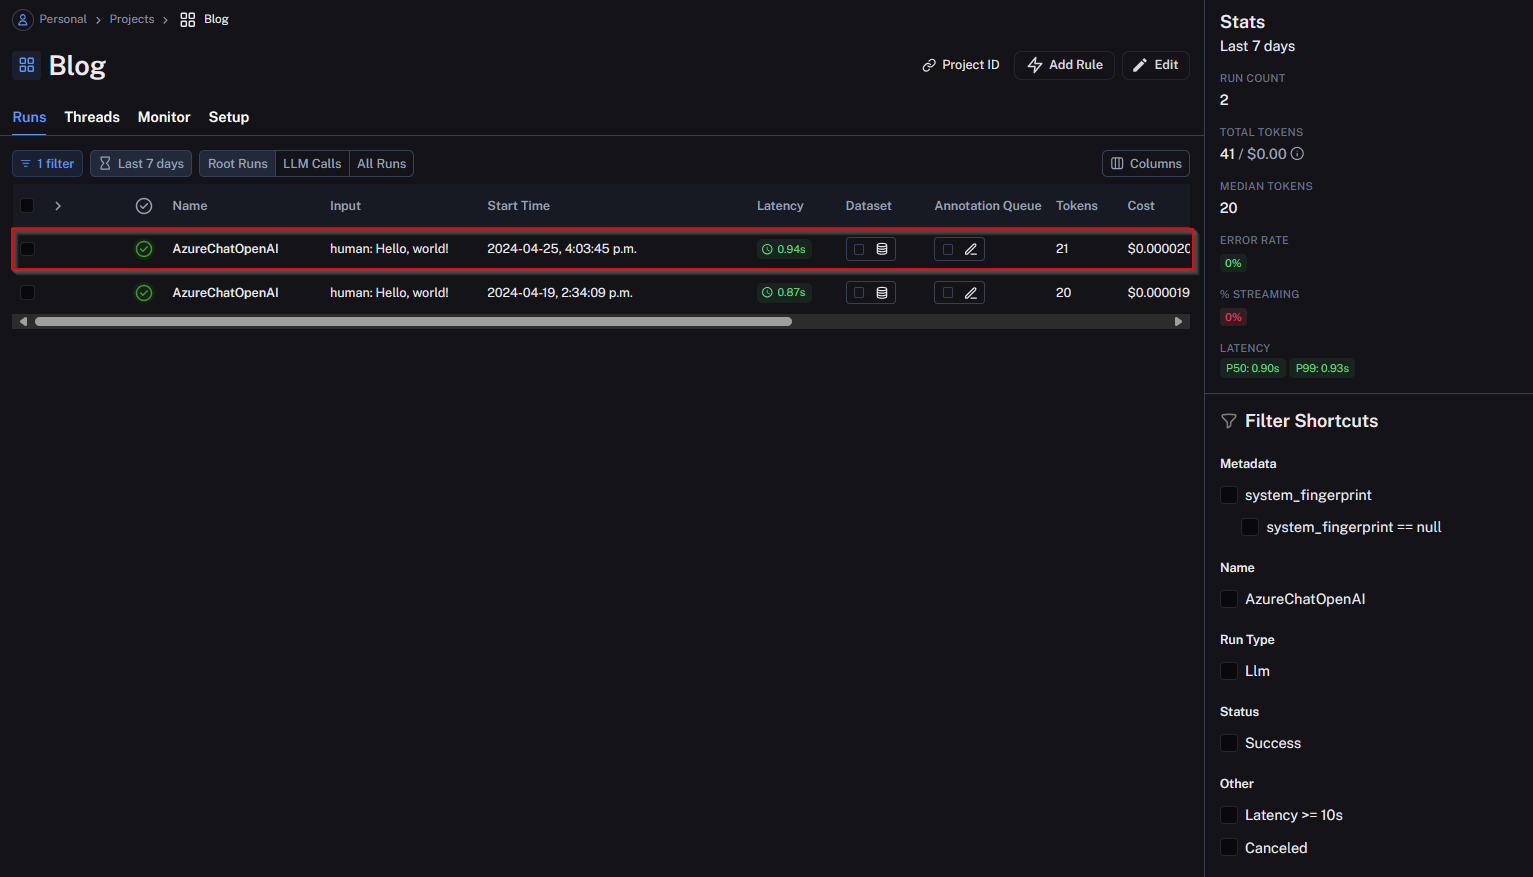 Personal > Projects > Blog
Blog
Project ID
Add Rule
Edit
Runs Threads Monitor Setup
1 filter
Last 7 days
Root Runs LLM Calls All Runs
Columns
Name Input Start Time Latency Dataset Annotation Queue Tokens Cost
AzureChatOpenAI human: Hello, world! 2024-04-25, 4:03:45 p.m. 0.94s 21 $0.000020
AzureChatOpenAI human: Hello, world! 2024-04-19, 2:34:09 p.m. 0.87s 20 $0.000019
Stats
Last 7 days
RUN COUNT
2
TOTAL TOKENS
41 / $0.00
MEDIAN TOKENS
20
ERROR RATE
0%
% STREAMING
0%
LATENCY
P50: 0.90s P99: 0.93s
Filter Shortcuts
Metadata
system_fingerprint
system_fingerprint == null
Name
AzureChatOpenAI
Run Type
Llm
Status
Success
Other
Latency >= 10s
Canceled